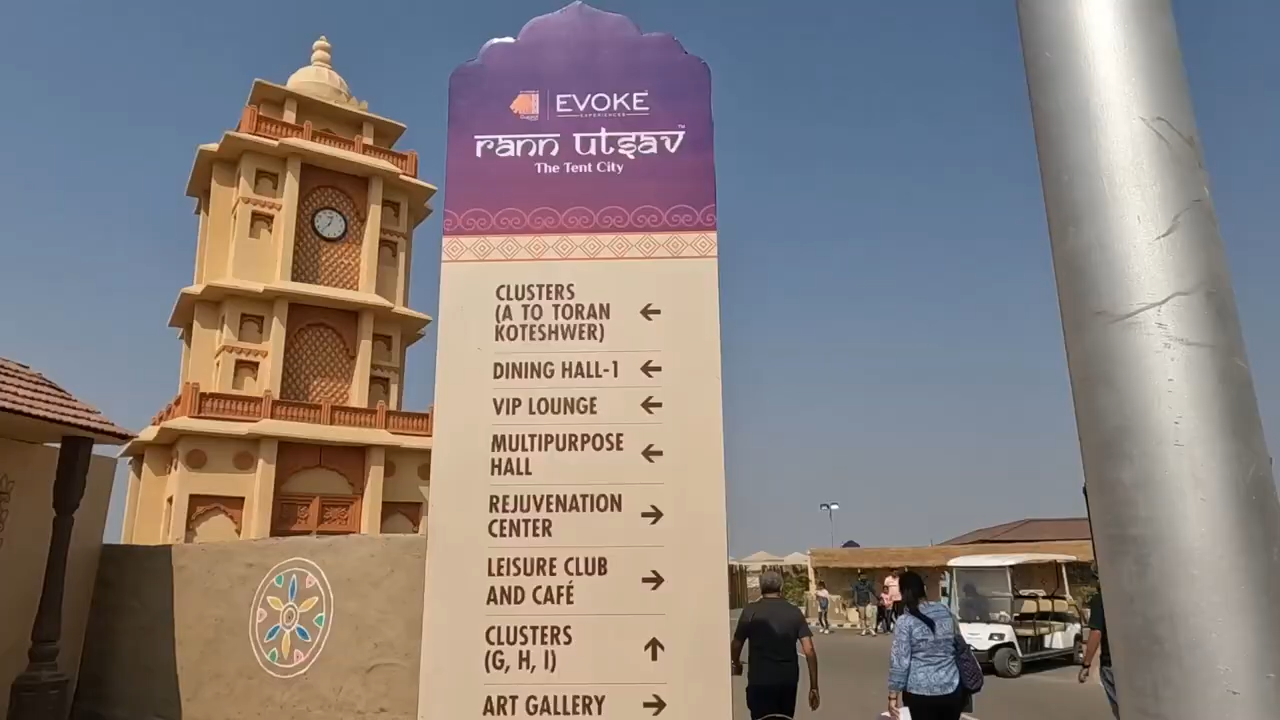 EVOKE
EXPERIENCES
rann utsav™
The Tent City
CLUSTERS
(A TO TORAN
KOTESHWER) ←
DINING HALL-1 ←
VIP LOUNGE ←
MULTIPURPOSE
HALL ←
REJUVENATION
CENTER →
LEISURE CLUB
AND CAFÉ →
CLUSTERS
(G, H, I) ↑
ART GALLERY →